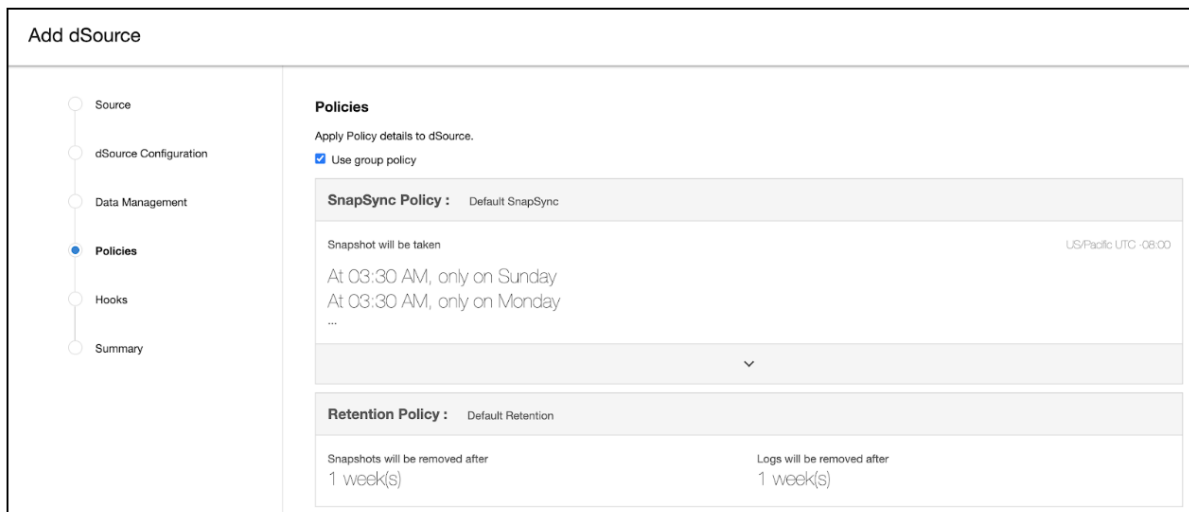 Add dSource
Source
dSource Configuration
Data Management
Policies
Hooks
Summary
Policies
Apply Policy details to dSource.
Use group policy
SnapSync Policy : Default SnapSync
Snapshot will be taken US/Pacific UTC -08:00
At 03:30 AM, only on Sunday
At 03:30 AM, only on Monday
...
Retention Policy : Default Retention
Snapshots will be removed after Logs will be removed after
1 week(s) 1 week(s)